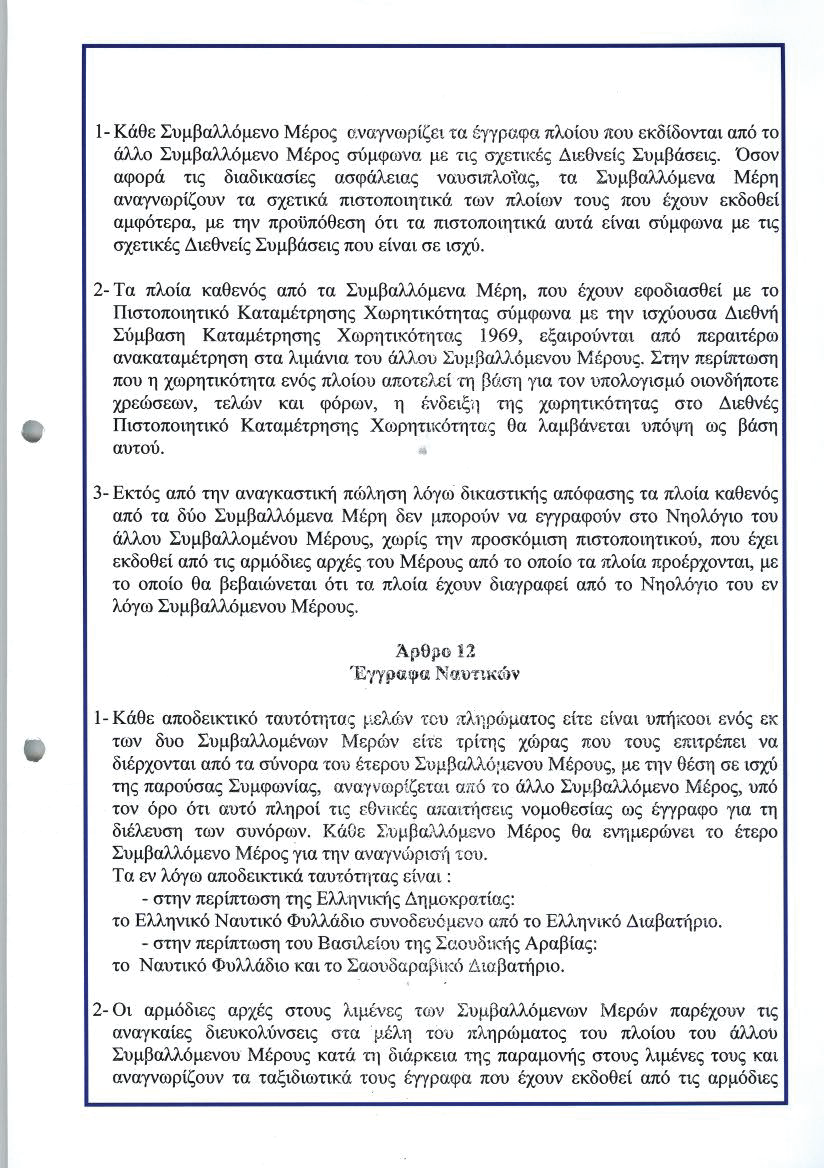 1- Κάθε Συμβαλλόμενο Μέρος αναγνωρίζει τα έγγραφα πλοίου που εκδίδονται από το
άλλο Συμβαλλόμενο Μέρος σύμφωνα με τις σχετικές Διεθνείς Συμβάσεις. Όσον
αφορά τις διαδικασίες ασφάλειας ναυσιπλοΐας, τα Συμβαλλόμενα Μέρη
αναγνωρίζουν τα σχετικά πιστοποιητικά των πλοίων τους που έχουν εκδοθεί
αμφότερα, με την προϋπόθεση ότι τα πιστοποιητικά αυτά είναι σύμφωνα με τις
σχετικές Διεθνείς Συμβάσεις που είναι σε ισχύ.
2- Τα πλοία καθενός από τα Συμβαλλόμενα Μέρη, που έχουν εφοδιασθεί με το
Πιστοποιητικό Καταμέτρησης Χωρητικότητας σύμφωνα με την ισχύουσα Διεθνή
Σύμβαση Καταμέτρησης Χωρητικότητας 1969, εξαιρούνται από περαιτέρω
ανακαταμέτρηση στα λιμάνια του άλλου Συμβαλλόμενου Μέρους. Στην περίπτωση
που η χωρητικότητα ενός πλοίου αποτελεί τη βάση για τον υπολογισμό οιονδήποτε
χρεώσεων, τελών και φόρων, η ένδειξη της χωρητικότητας στο Διεθνές
Πιστοποιητικό Καταμέτρησης Χωρητικότητας θα λαμβάνεται υπόψη ως βάση
αυτού.
3- Εκτός από την αναγκαστική πώληση λόγω δικαστικής απόφασης τα πλοία καθενός
από τα δύο Συμβαλλόμενα Μέρη δεν μπορούν να εγγραφούν στο Νηολόγιο του
άλλου Συμβαλλομένου Μέρους, χωρίς την προσκόμιση πιστοποιητικού, που έχει
εκδοθεί από τις αρμόδιες αρχές του Μέρους από το οποίο τα πλοία προέρχονται, με
το οποίο θα βεβαιώνεται ότι τα πλοία έχουν διαγραφεί από το Νηολόγιο του εν
λόγω Συμβαλλόμενου Μέρους.
Άρθρο 12
Έγγραφα Ναυτικών
1- Κάθε αποδεικτικό ταυτότητας μελών του πληρώματος είτε είναι υπήκοοι ενός εκ
των δυο Συμβαλλομένων Μερών είτε τρίτης χώρας που τους επιτρέπει να
διέρχονται από τα σύνορα του έτερου Συμβαλλόμενου Μέρους, με την θέση σε ισχύ
της παρούσας Συμφωνίας, αναγνωρίζεται από το άλλο Συμβαλλόμενο Μέρος, υπό
τον όρο ότι αυτό πληροί τις εθνικές απαιτήσεις νομοθεσίας ως έγγραφο για τη
διέλευση των συνόρων. Κάθε Συμβαλλόμενο Μέρος θα ενημερώνει το έτερο
Συμβαλλόμενο Μέρος για την αναγνώρισή του.
Τα εν λόγω αποδεικτικά ταυτότητας είναι :
- στην περίπτωση της Ελληνικής Δημοκρατίας:
το Ελληνικό Ναυτικό Φυλλάδιο συνοδευόμενο από το Ελληνικό Διαβατήριο.
- στην περίπτωση του Βασιλείου της Σαουδικής Αραβίας:
το Ναυτικό Φυλλάδιο και το Σαουδαραβικό Διαβατήριο.
2- Οι αρμόδιες αρχές στους λιμένες των Συμβαλλόμενων Μερών παρέχουν τις
αναγκαίες διευκολύνσεις στα μέλη του πληρώματος του πλοίου του άλλου
Συμβαλλόμενου Μέρους κατά τη διάρκεια της παραμονής στους λιμένες τους και
αναγνωρίζουν τα ταξιδιωτικά τους έγγραφα που έχουν εκδοθεί από τις αρμόδιες